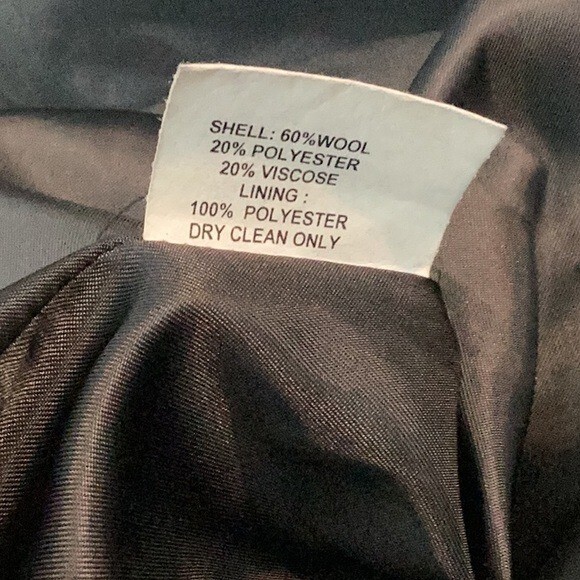 SHELL: 60%WOOL
20% POLYESTER
20% VISCOSE
LINING :
100% POLYESTER
DRY CLEAN ONLY